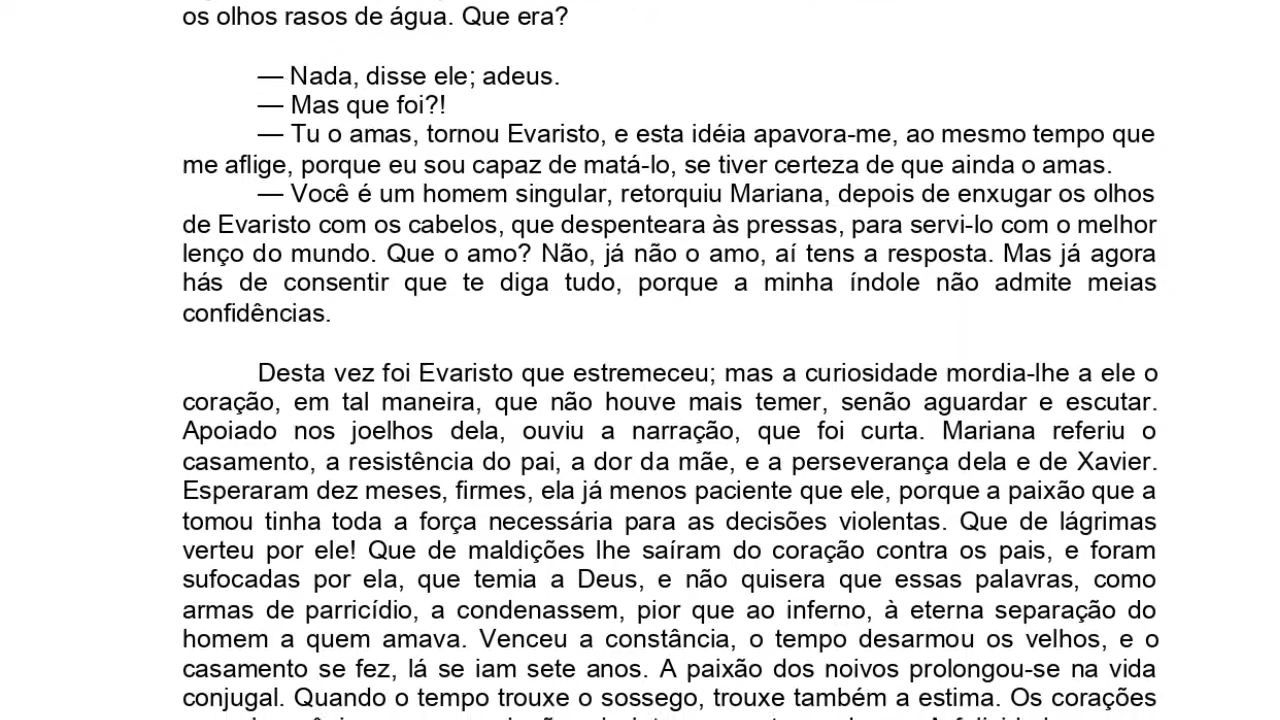 os olhos rasos de água. Que era?
— Nada, disse ele; adeus.
— Mas que foi?!
— Tu o amas, tornou Evaristo, e esta idéia apavora-me, ao mesmo tempo que
me aflige, porque eu sou capaz de matá-lo, se tiver certeza de que ainda o amas.
— Você é um homem singular, retorquiu Mariana, depois de enxugar os olhos
de Evaristo com os cabelos, que despenteara às pressas, para servi-lo com o melhor
lenço do mundo. Que o amo? Não, já não o amo, aí tens a resposta. Mas já agora
hás de consentir que te diga tudo, porque a minha índole não admite meias
confidências.
Desta vez foi Evaristo que estremeceu; mas a curiosidade mordia-lhe a ele o
coração, em tal maneira, que não houve mais temer, senão aguardar e escutar.
Apoiado nos joelhos dela, ouviu a narração, que foi curta. Mariana referiu o
casamento, a resistência do pai, a dor da mãe, e a perseverança dela e de Xavier.
Esperaram dez meses, firmes, ela já menos paciente que ele, porque a paixão que a
tomou tinha toda a força necessária para as decisões violentas. Que de lágrimas
verteu por ele! Que de maldições lhe saíram do coração contra os pais, e foram
sufocadas por ela, que temia a Deus, e não quisera que essas palavras, como
armas de parricídio, a condenassem, pior que ao inferno, à eterna separação do
homem a quem amava. Venceu a constância, o tempo desarmou os velhos, e o
casamento se fez, lá se iam sete anos. A paixão dos noivos prolongou-se na vida
conjugal. Quando o tempo trouxe o sossego, trouxe também a estima. Os corações